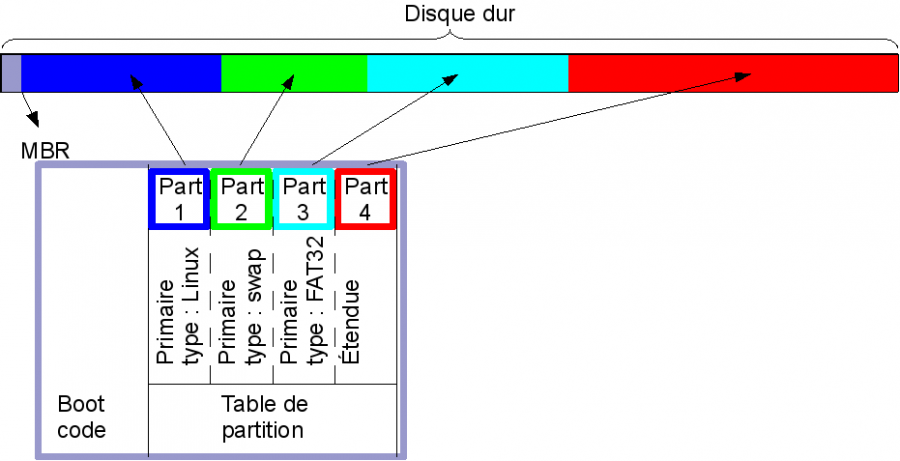 Disque dur
MBR
Part
1
Part
2
Part
3
Part
4
Primaire
type : Linux
Primaire
type : swap
Primaire
type : FAT32
Étendue
Boot
code
Table de
partition